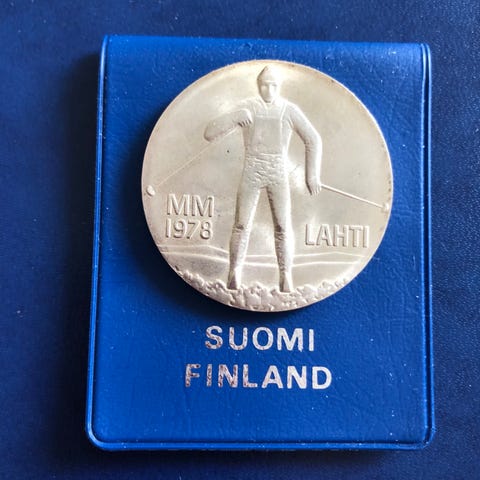 MM
1978
LAHTI
SUOMI
FINLAND